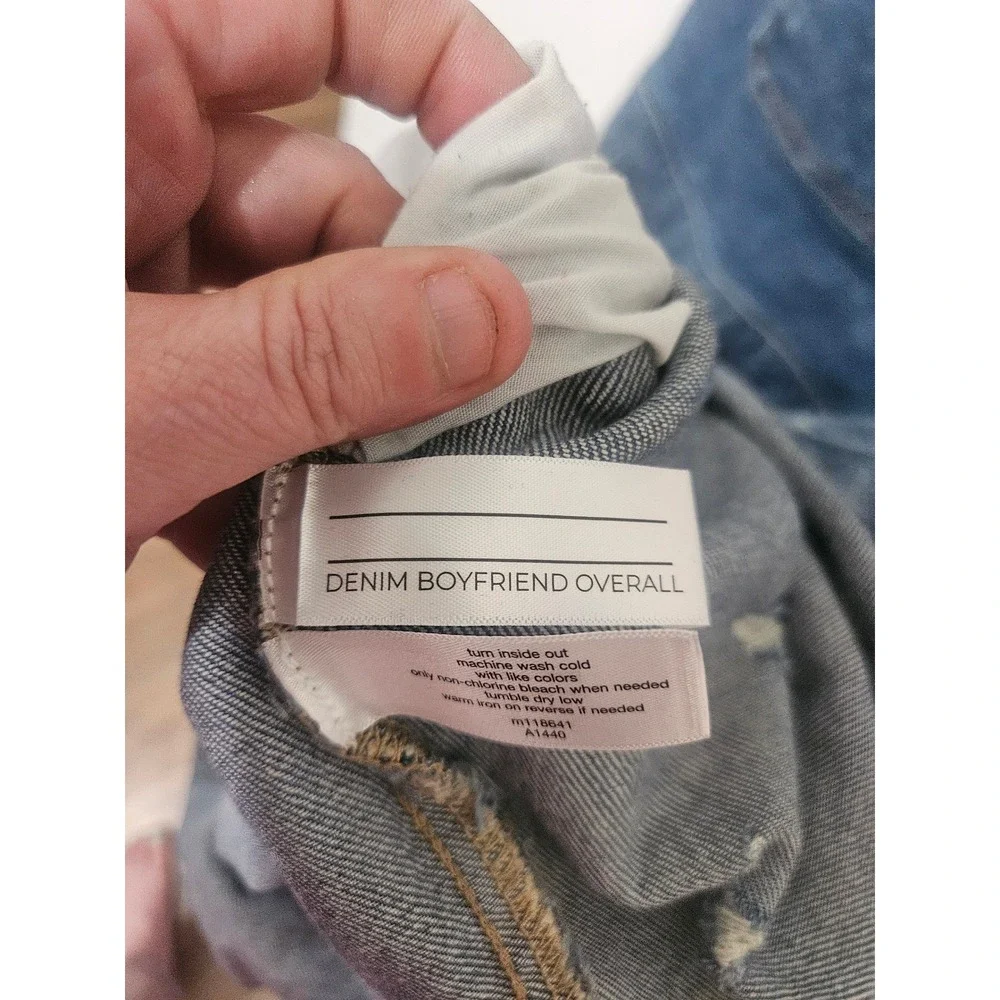 DENIM BOYFRIEND OVERALL
turn inside out
machine wash cold
with like colors
only non-chlorine bleach when needed
tumble dry low
warm iron on reverse if needed
m118641
A1440